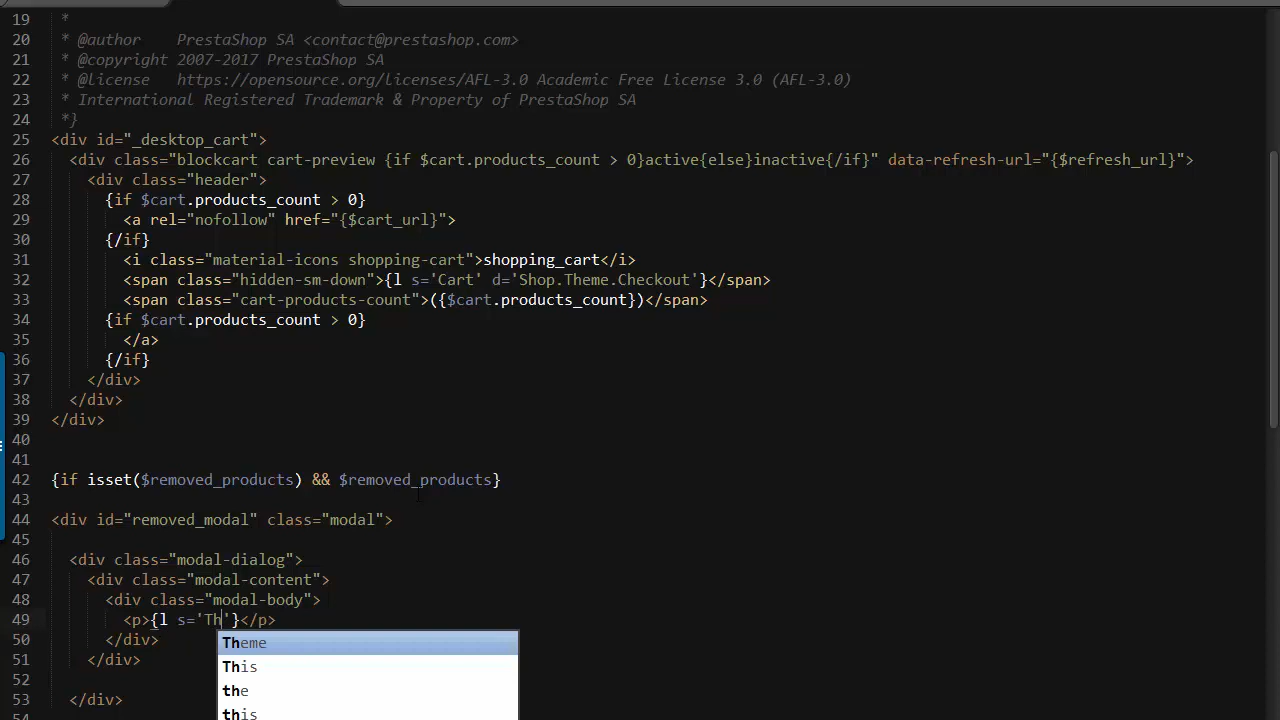 19 *
20 * @author    PrestaShop SA <contact@prestashop.com>
21 * @copyright 2007-2017 PrestaShop SA
22 * @license   https://opensource.org/licenses/AFL-3.0 Academic Free License 3.0 (AFL-3.0)
23 * International Registered Trademark & Property of PrestaShop SA
24 *}
25 <div id="_desktop_cart">
26 <div class="blockcart cart-preview {if $cart.products_count > 0}active{else}inactive{/if}" data-refresh-url="{$refresh_url}">
27 <div class="header">
28 {if $cart.products_count > 0}
29 <a rel="nofollow" href="{$cart_url}">
30 {/if}
31 <i class="material-icons shopping-cart">shopping_cart</i>
32 <span class="hidden-sm-down">{l s='Cart' d='Shop.Theme.Checkout'}</span>
33 <span class="cart-products-count">({$cart.products_count})</span>
34 {if $cart.products_count > 0}
35 </a>
36 {/if}
37 </div>
38 </div>
39 </div>
40
41
42 {if isset($removed_products) && $removed_products}
43
44 <div id="removed_modal" class="modal">
45
46 <div class="modal-dialog">
47 <div class="modal-content">
48 <div class="modal-body">
49 <p>{l s='Th'}</p>
50 </div>
Theme
51 </div>
This
52
the
53 </div>
this
54